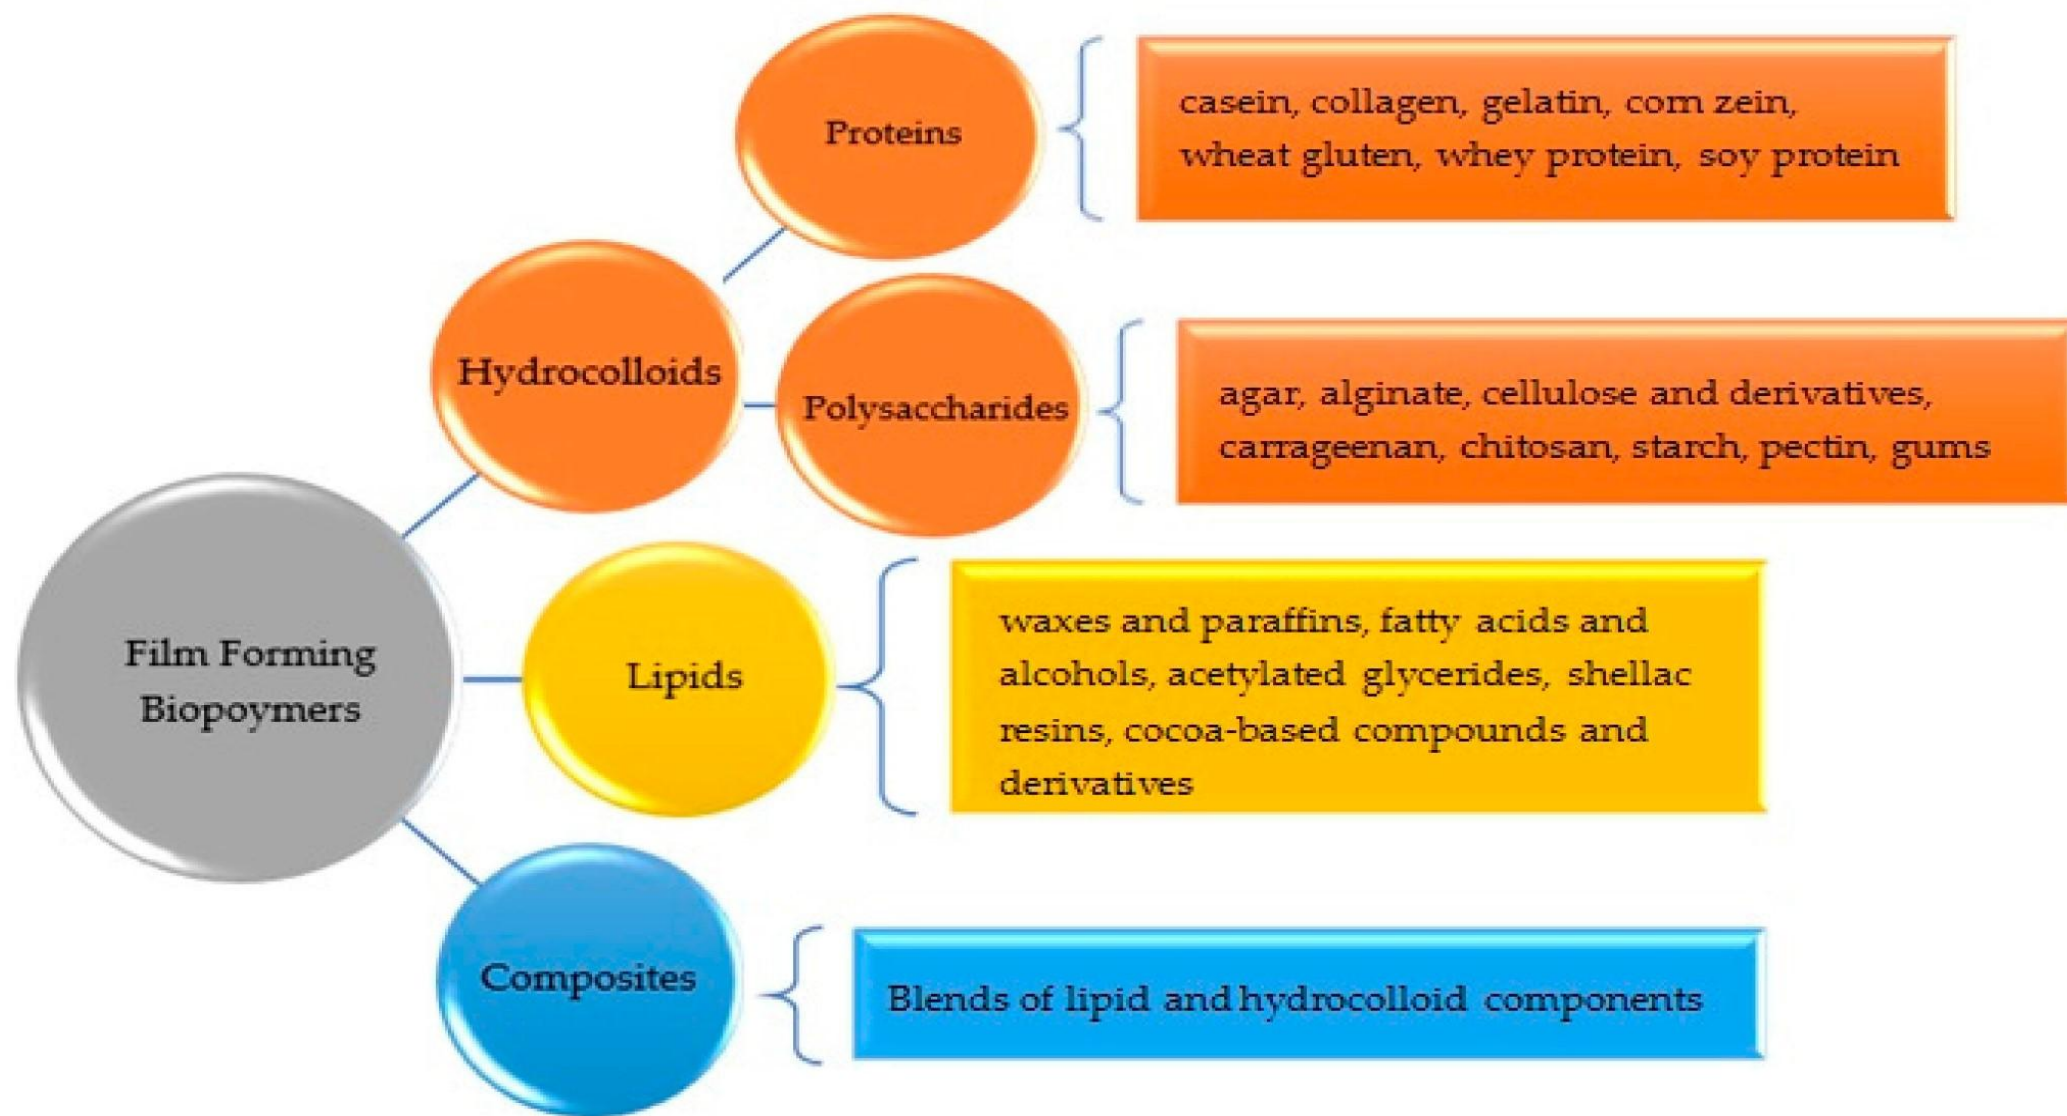 Proteins
casein, collagen, gelatin, corn zein,
wheat gluten, whey protein, soy protein
Hydrocolloids
Polysaccharides
agar, alginate, cellulose and derivatives,
carrageenan, chitosan, starch, pectin, gums
Film Forming
Biopoymers
Lipids
waxes and paraffins, fatty acids and
alcohols, acetylated glycerides, shellac
resins, cocoa-based compounds and
derivatives
Composites
Blends of lipid and hydrocolloid components